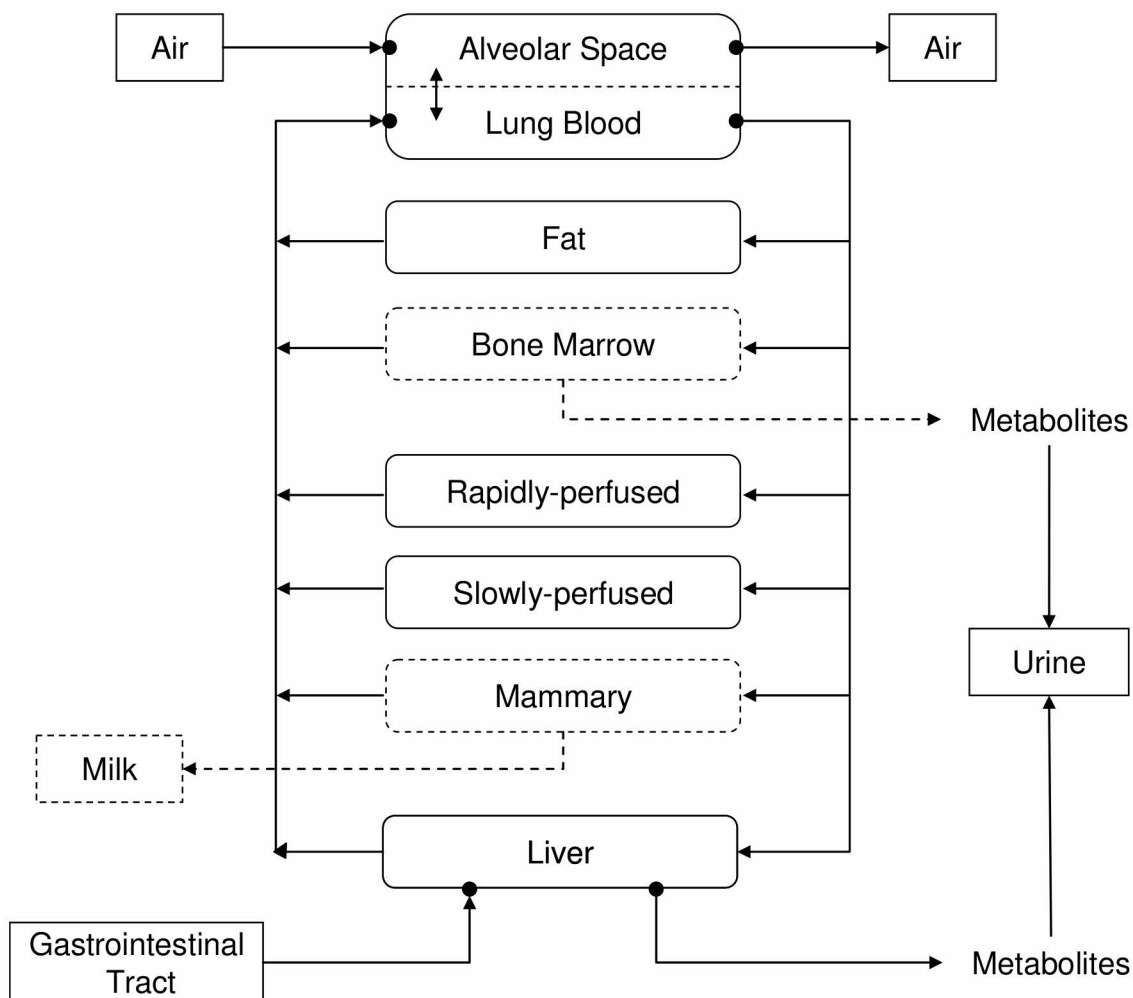 Air
Alveolar Space
Air
Lung Blood
Fat
Bone Marrow
Metabolites
Rapidly-perfused
Slowly-perfused
Urine
Mammary
Milk
Liver
Gastrointestinal
Tract
Metabolites